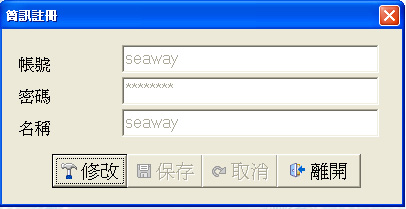 簡訊註冊
帳號 seaway
密碼 ********
名稱 seaway
修改 保存 取消 離開